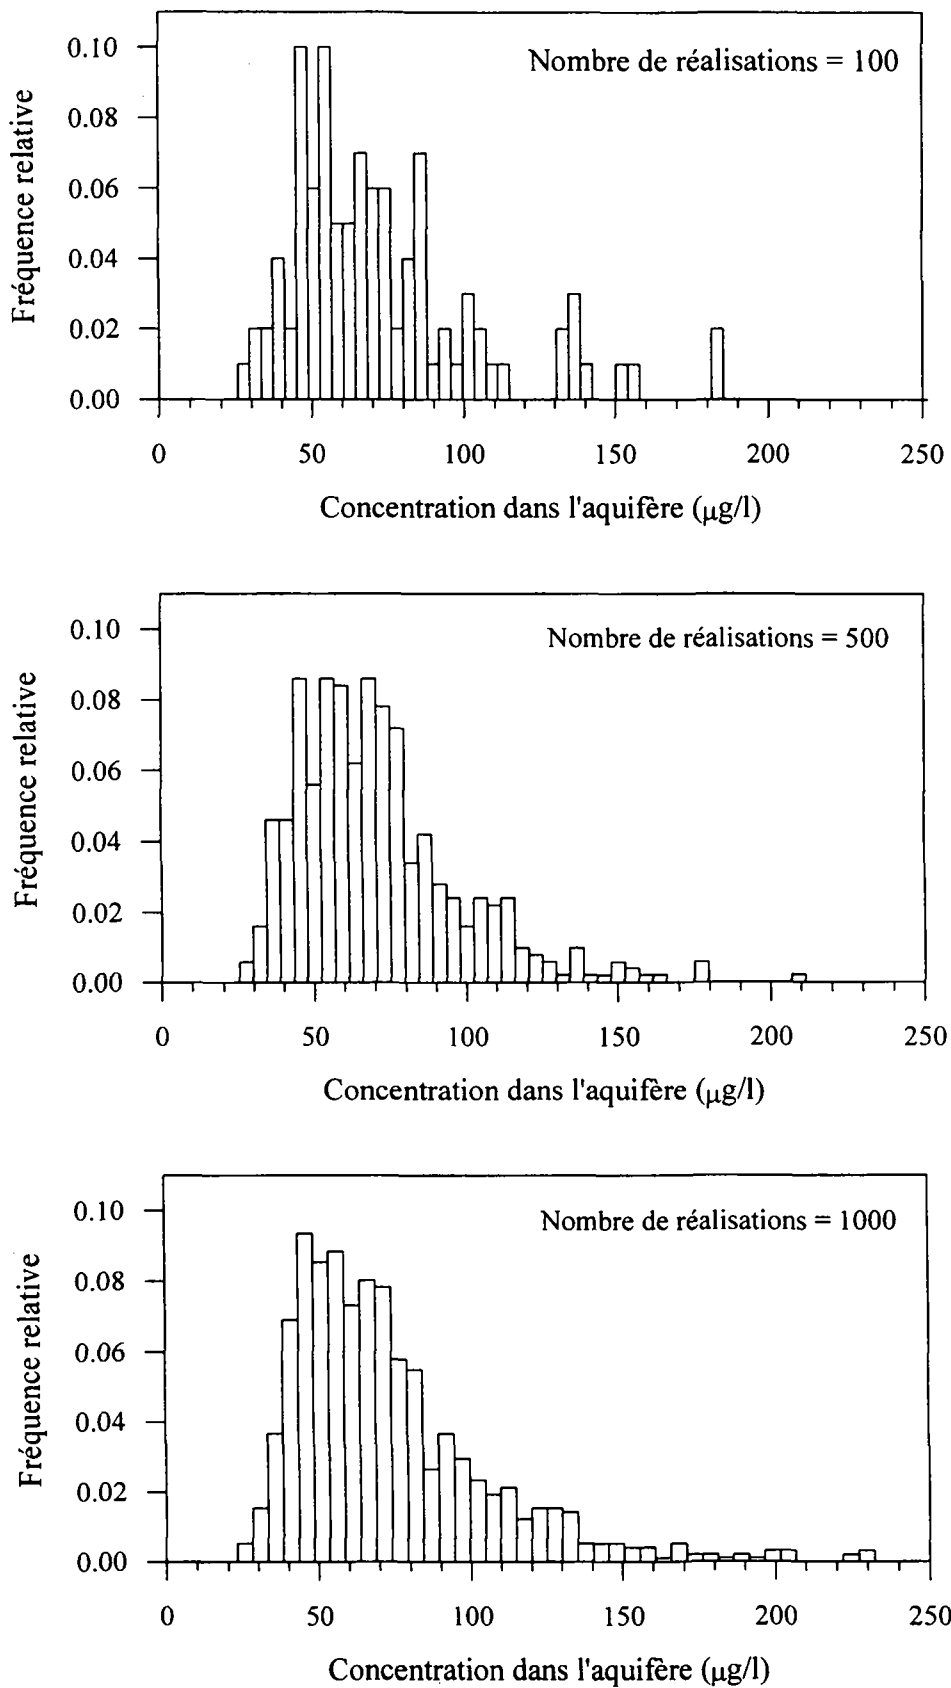 Nombre de réalisations = 100
Fréquence relative
0.10
0.08
0.06
0.04
0.02
0.00
0 50 100 150 200 250
Concentration dans l'aquifère (µg/l)
Nombre de réalisations = 500
Fréquence relative
0.10
0.08
0.06
0.04
0.02
0.00
0 50 100 150 200 250
Concentration dans l'aquifère (µg/l)
Nombre de réalisations = 1000
Fréquence relative
0.10
0.08
0.06
0.04
0.02
0.00
0 50 100 150 200 250
Concentration dans l'aquifère (µg/l)